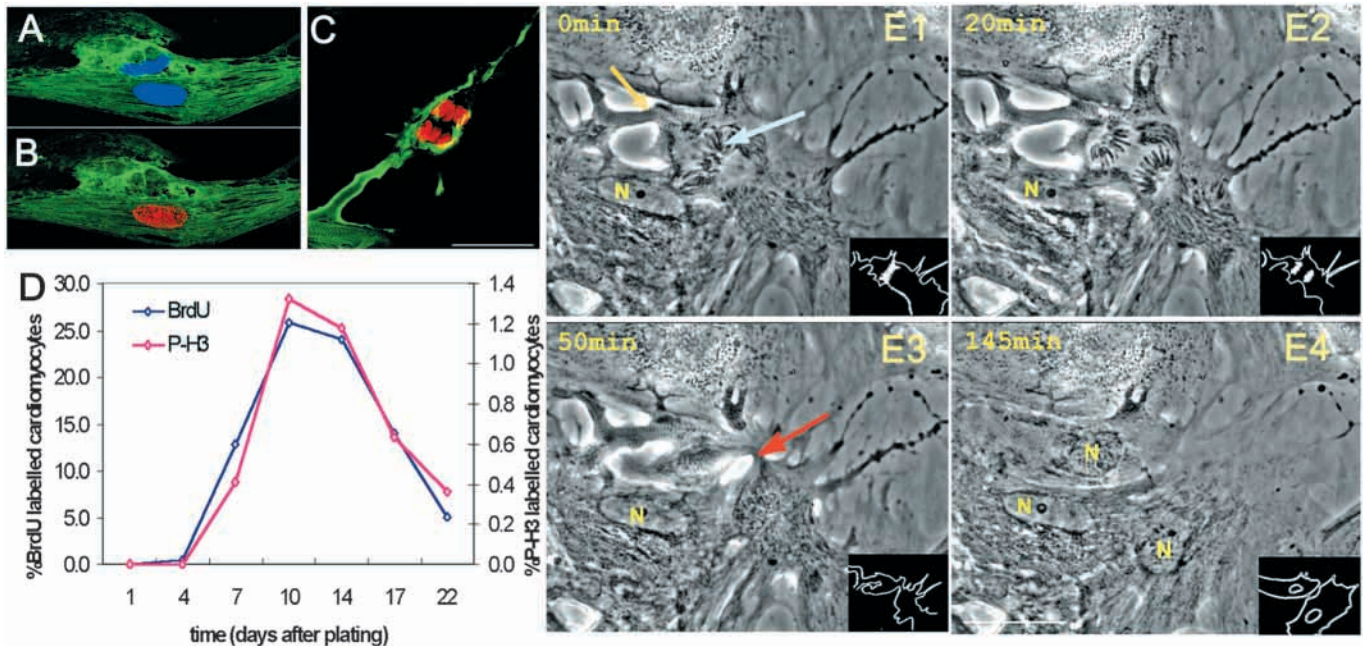 A
B
C
D
%BrdU labelled cardiomyocytes
30.0
25.0
20.0
15.0
10.0
5.0
0.0
BrdU
P-H3
1.4
1.2
1.0
0.8
0.6
0.4
0.2
0.0
%P-H3 labelled cardiomyocytes
1 4 7 10 14 17 22
time (days after plating)
0min
E1
N
20min
E2
N
50min
E3
N
145min
E4
N
N
N